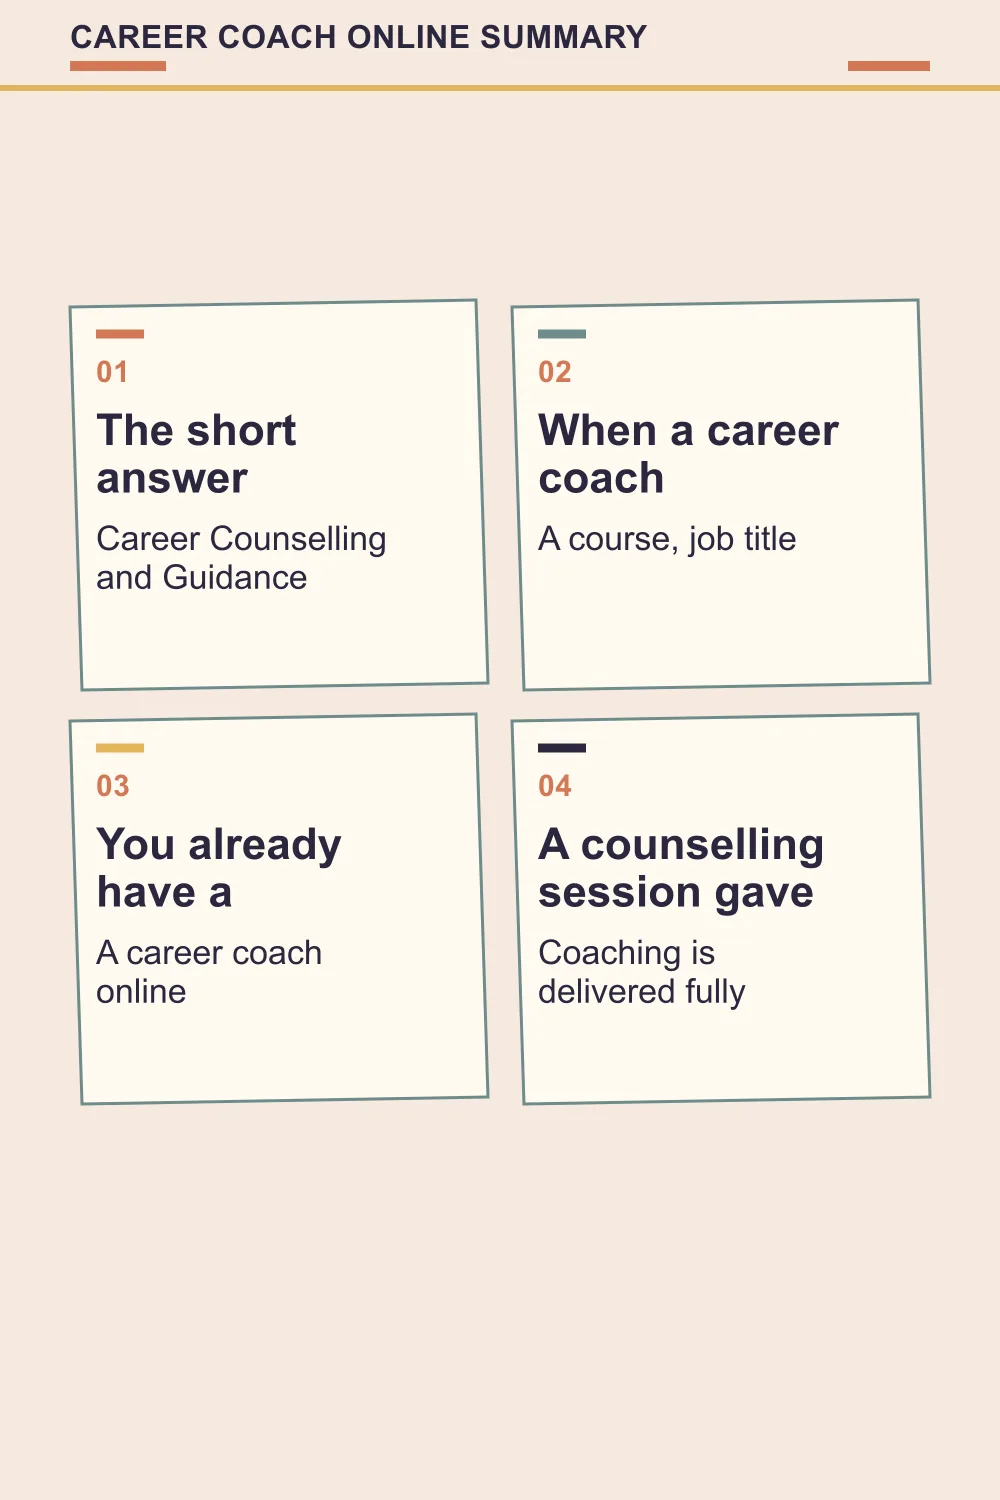 CAREER COACH ONLINE SUMMARY
01
The short
answer
Career Counselling
and Guidance
02
When a career
coach
A course, job title
03
You already
have a
A career coach
online
04
A counselling
session gave
Coaching is
delivered fully